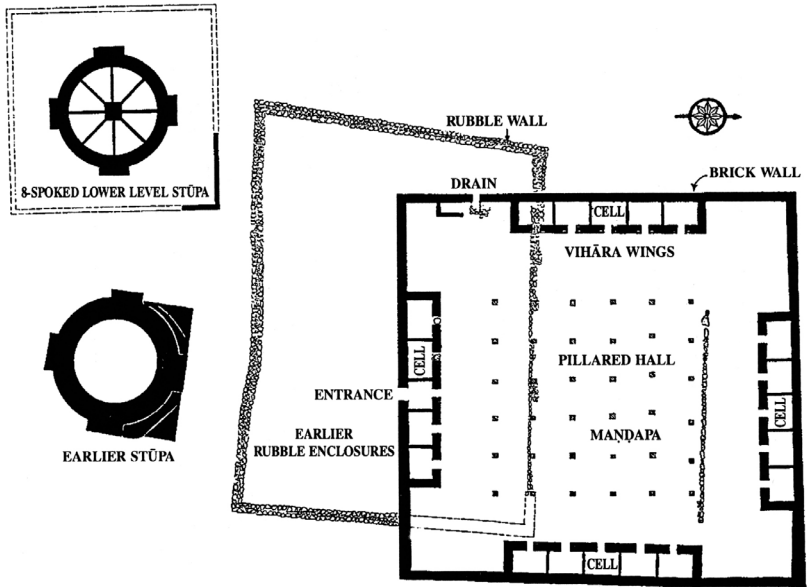 8-SPOKED LOWER LEVEL STŪPA
EARLIER STŪPA
RUBBLE WALL
BRICK WALL
DRAIN
CELL
VIHĀRA WINGS
CELL
PILLARED HALL
ENTRANCE
CELL
EARLIER
RUBBLE ENCLOSURES
MAṆḌAPA
CELL